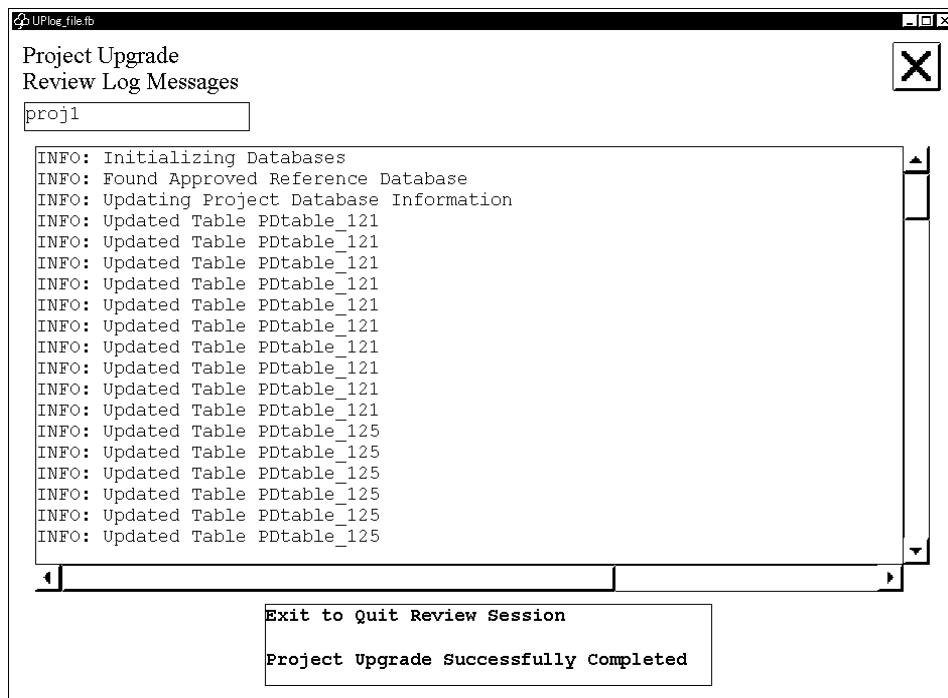 UPlog_file.fb
Project Upgrade
Review Log Messages
proj1
INFO: Initializing Databases
INFO: Found Approved Reference Database
INFO: Updating Project Database Information
INFO: Updated Table PDtable_121
INFO: Updated Table PDtable_121
INFO: Updated Table PDtable_121
INFO: Updated Table PDtable_121
INFO: Updated Table PDtable_121
INFO: Updated Table PDtable_121
INFO: Updated Table PDtable_121
INFO: Updated Table PDtable_121
INFO: Updated Table PDtable_121
INFO: Updated Table PDtable_121
INFO: Updated Table PDtable_125
INFO: Updated Table PDtable_125
INFO: Updated Table PDtable_125
INFO: Updated Table PDtable_125
INFO: Updated Table PDtable_125
INFO: Updated Table PDtable_125
Exit to Quit Review Session
Project Upgrade Successfully Completed